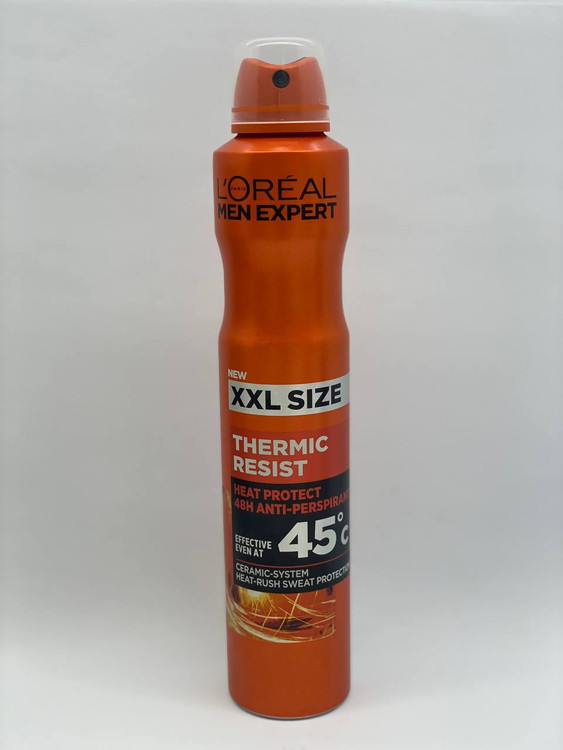 L'ORÉAL
PARIS
MEN EXPERT
NEW
XXL SIZE
THERMIC
RESIST
HEAT PROTECT
48H ANTI-PERSPIRANT
EFFECTIVE
EVEN AT
45°C
CERAMIC-SYSTEM
HEAT-RUSH SWEAT PROTECTION